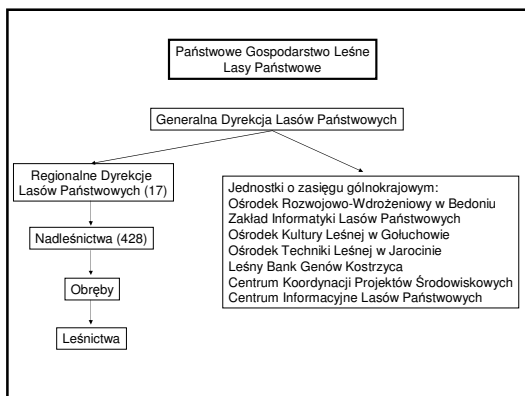 Państwowe Gospodarstwo Leśne
Lasy Państwowe
Generalna Dyrekcja Lasów Państwowych
Regionalne Dyrekcje
Lasów Państwowych (17)
Nadleśnictwa (428)
Obręby
Leśnictwa
Jednostki o zasięgu gólnokrajowym:
Ośrodek Rozwojowo-Wdrożeniowy w Bedoniu
Zakład Informatyki Lasów Państwowych
Ośrodek Kultury Leśnej w Gołuchowie
Ośrodek Techniki Leśnej w Jarocinie
Leśny Bank Genów Kostrzyca
Centrum Koordynacji Projektów Środowiskowych
Centrum Informacyjne Lasów Państwowych